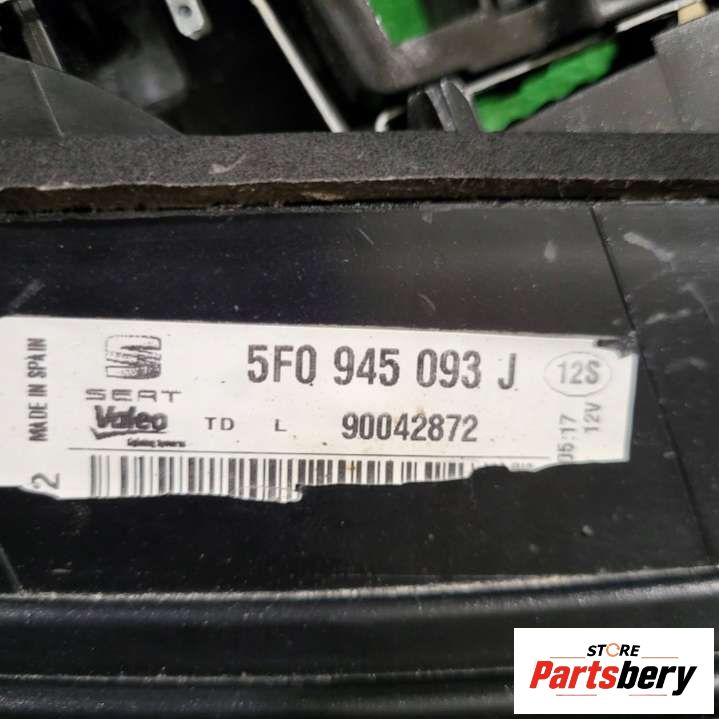 MADE IN SPAIN
2
SEAT
5F0 945 093 J
12S
Valeo
TD L 90042872
05:17
12V
STORE
Partsbery